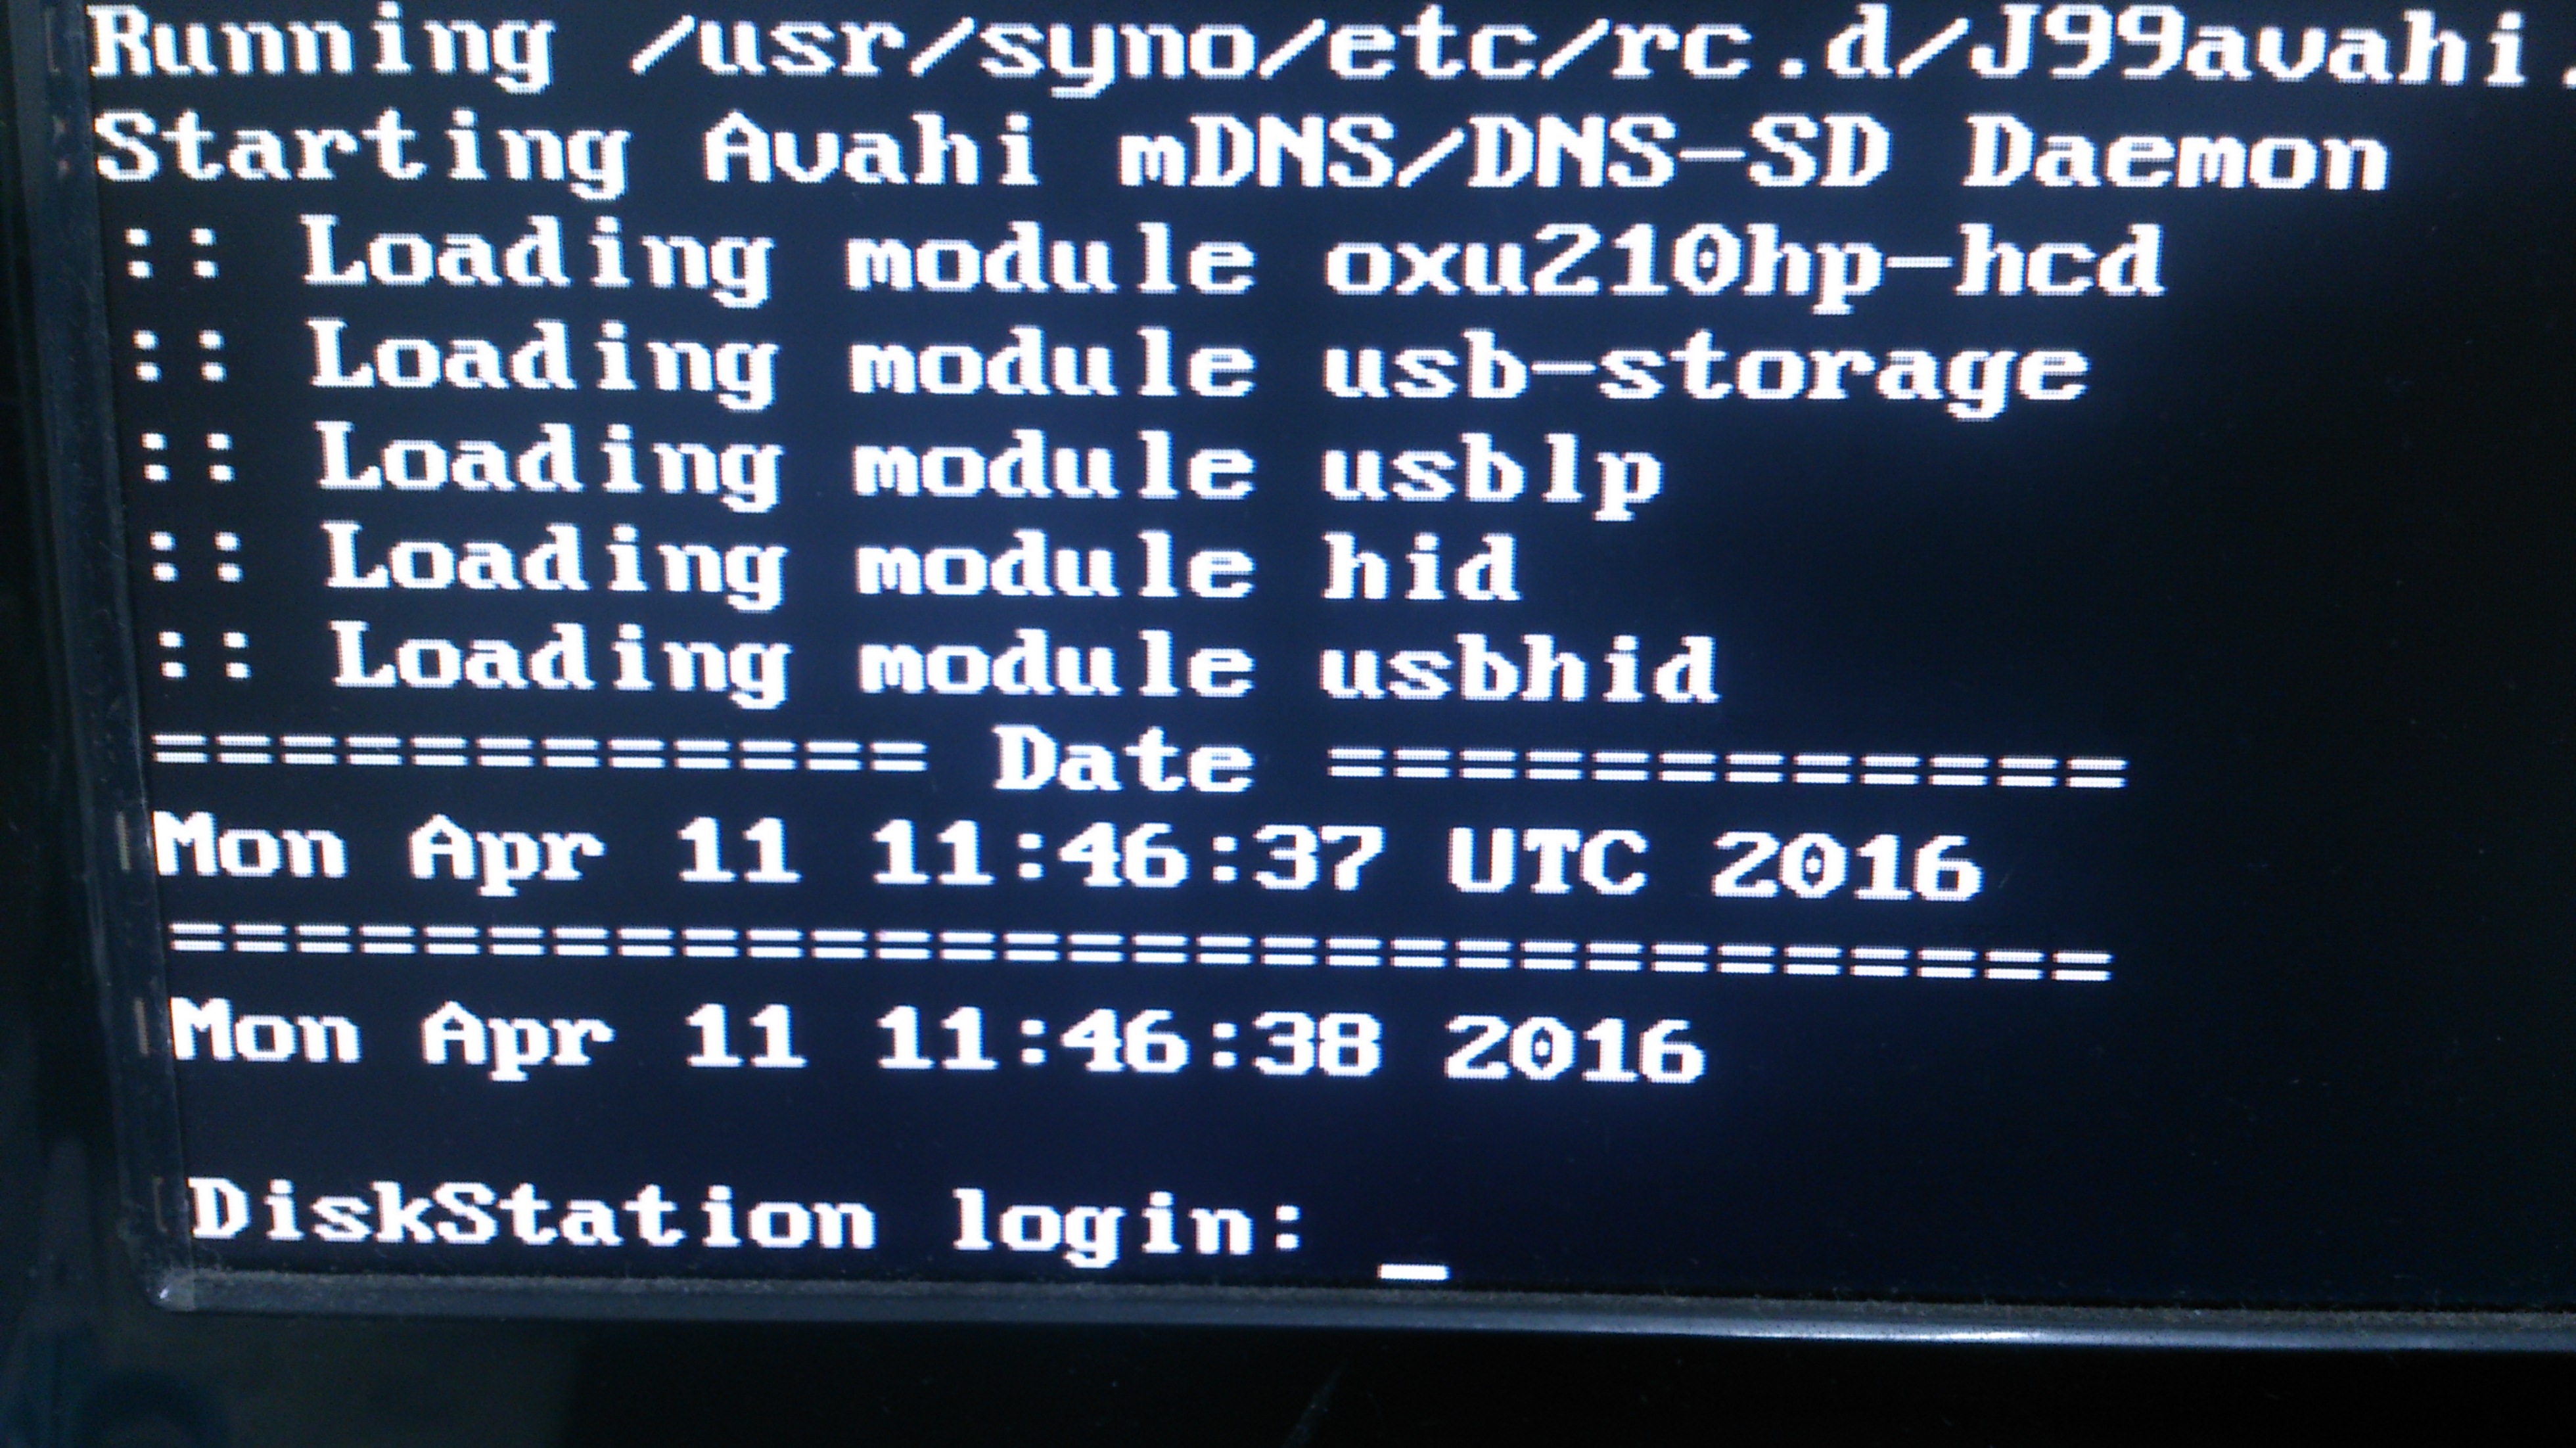 Running /usr/syno/etc/rc.d/J99avahi.
Starting Avahi mDNS/DNS-SD Daemon
:: Loading module oxu210hp-hcd
:: Loading module usb-storage
:: Loading module usblp
:: Loading module hid
:: Loading module usbhid
============ Date ============
Mon Apr 11 11:46:37 UTC 2016
==============================
Mon Apr 11 11:46:38 2016
DiskStation login: _